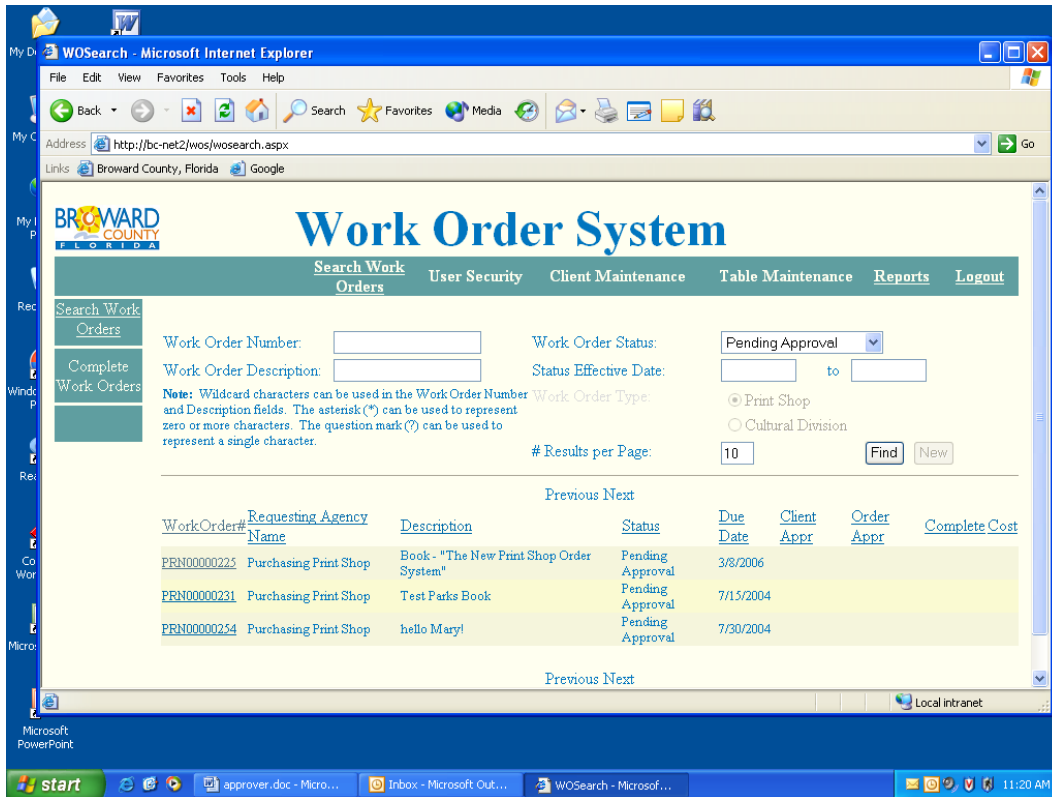 My D
WOSearch - Microsoft Internet Explorer
File Edit View Favorites Tools Help
Back Search Favorites Media
My C
Address http://bc-net2/wos/wosearch.aspx Go
Links Broward County, Florida Google
BROWARD
COUNTY
FLORIDA
Work Order System
Search Work Orders User Security Client Maintenance Table Maintenance Reports Logout
Search Work
Orders
Complete
Work Orders
Work Order Number: Work Order Status: Pending Approval
Work Order Description: Status Effective Date: to
Note: Wildcard characters can be used in the Work Order Number
and Description fields. The asterisk (*) can be used to represent
zero or more characters. The question mark (?) can be used to
represent a single character.
Work Order Type: Print Shop
Cultural Division
# Results per Page: 10 Find New
Previous Next
WorkOrder# Requesting Agency Name Description Status Due Date Client Appr Order Appr Complete Cost
PRN00000225 Purchasing Print Shop Book - "The New Print Shop Order System" Pending Approval 3/8/2006
PRN00000231 Purchasing Print Shop Test Parks Book Pending Approval 7/15/2004
PRN00000254 Purchasing Print Shop hello Mary! Pending Approval 7/30/2004
Previous Next
Local intranet
Microsoft
PowerPoint
start approver.doc - Micro... Inbox - Microsoft Out... WOSearch - Microsof... 11:20 AM